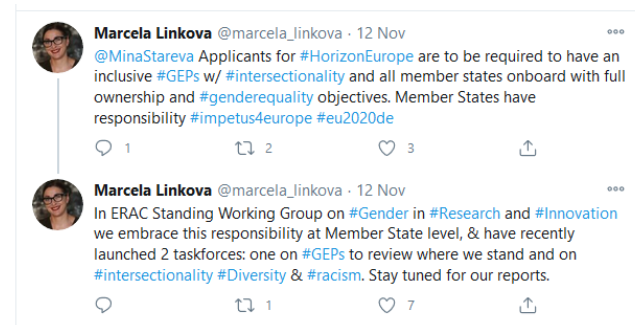 Marcela Linkova @marcela_linkova · 12 Nov
@MinaStareva Applicants for #HorizonEurope are to be required to have an
inclusive #GEPs w/ #intersectionality and all member states onboard with full
ownership and #genderequality objectives. Member States have
responsibility #impetus4europe #eu2020de
1 2 3
Marcela Linkova @marcela_linkova · 12 Nov
In ERAC Standing Working Group on #Gender in #Research and #Innovation
we embrace this responsibility at Member State level, & have recently
launched 2 taskforces: one on #GEPs to review where we stand and on
#intersectionality #Diversity & #racism. Stay tuned for our reports.
1 7